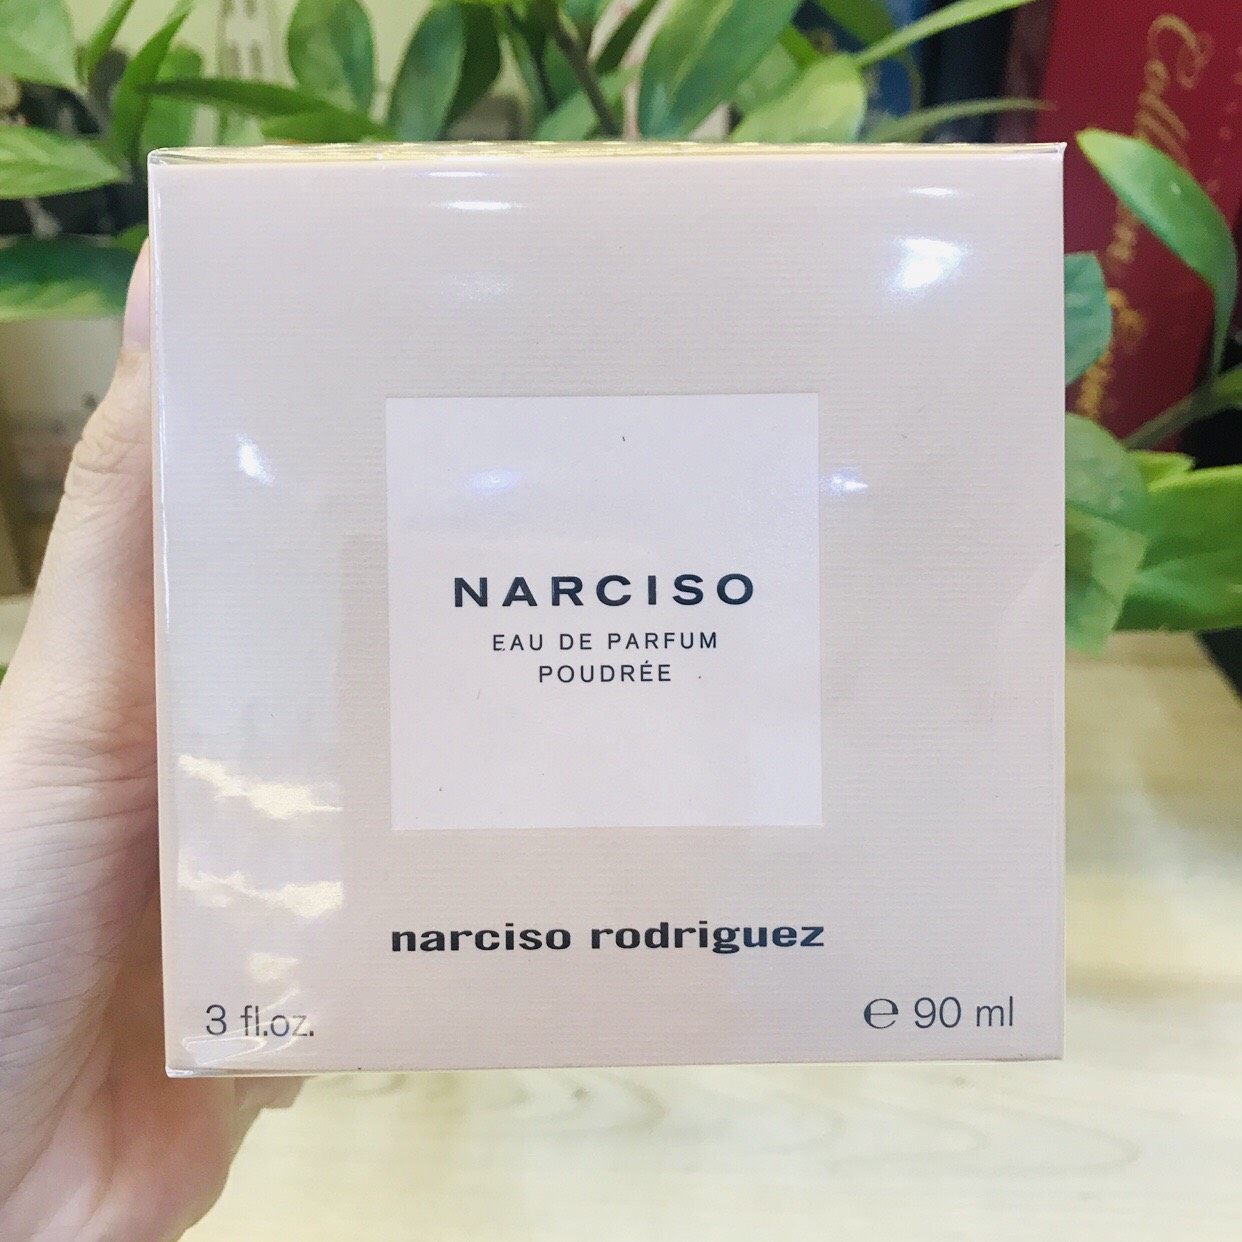 NARCISO
EAU DE PARFUM
POUDRÉE
narciso rodriguez
3 fl.oz.
℮ 90 ml